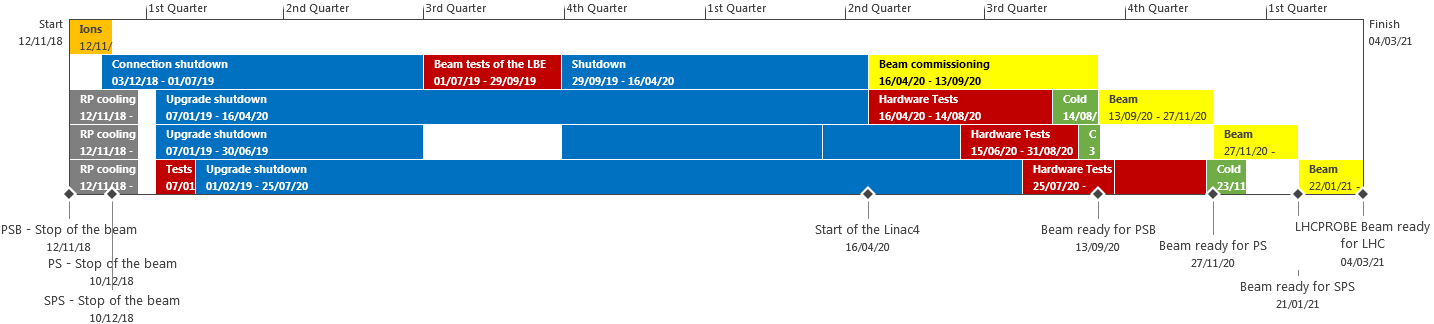 1st Quarter 2nd Quarter 3rd Quarter 4th Quarter 1st Quarter 2nd Quarter 3rd Quarter 4th Quarter 1st Quarter
Start
12/11/18
Finish
04/03/21
Ions
12/11/
Connection shutdown
03/12/18 - 01/07/19
Beam tests of the LBE
01/07/19 - 29/09/19
Shutdown
29/09/19 - 16/04/20
Beam commissioning
16/04/20 - 13/09/20
RP cooling
12/11/18 -
Upgrade shutdown
07/01/19 - 16/04/20
Hardware Tests
16/04/20 - 14/08/20
Cold
14/08/
Beam
13/09/20 - 27/11/20
RP cooling
12/11/18 -
Upgrade shutdown
07/01/19 - 30/06/19
Hardware Tests
15/06/20 - 31/08/20
C
3
Beam
27/11/20 -
RP cooling
12/11/18 -
Tests
07/01
Upgrade shutdown
01/02/19 - 25/07/20
Hardware Tests
25/07/20 -
Cold
23/11
Beam
22/01/21 -
PSB - Stop of the beam
12/11/18
PS - Stop of the beam
10/12/18
SPS - Stop of the beam
10/12/18
Start of the Linac4
16/04/20
Beam ready for PSB
13/09/20
Beam ready for PS
27/11/20
Beam ready for SPS
21/01/21
LHCPROBE Beam ready
for LHC
04/03/21